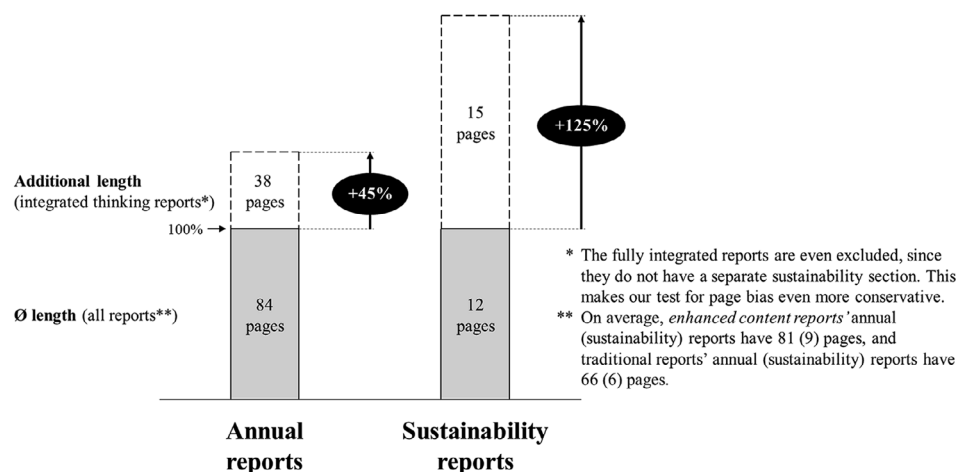 15
pages
+125%
Additional length
(integrated thinking reports*)
38
pages
+45%
100%
* The fully integrated reports are even excluded, since
they do not have a separate sustainability section. This
makes our test for page bias even more conservative.
** On average, enhanced content reports’ annual
(sustainability) reports have 81 (9) pages, and
traditional reports’ annual (sustainability) reports have
66 (6) pages.
Ø length (all reports**)
84
pages
12
pages
Annual
reports
Sustainability
reports